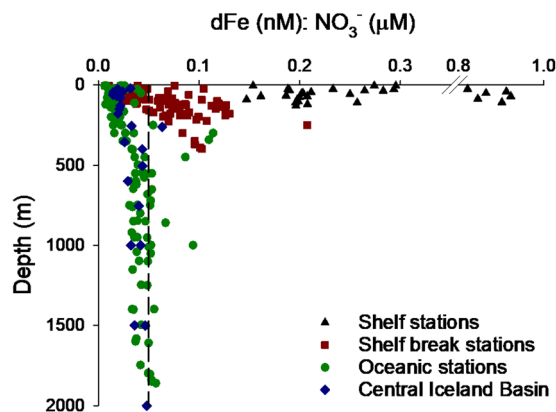 dFe (nM): NO₃⁻ (μM)
0.0 0.1 0.2 0.3 0.8 1.0
0
500
1000
1500
2000
Depth (m)
Shelf stations
Shelf break stations
Oceanic stations
Central Iceland Basin